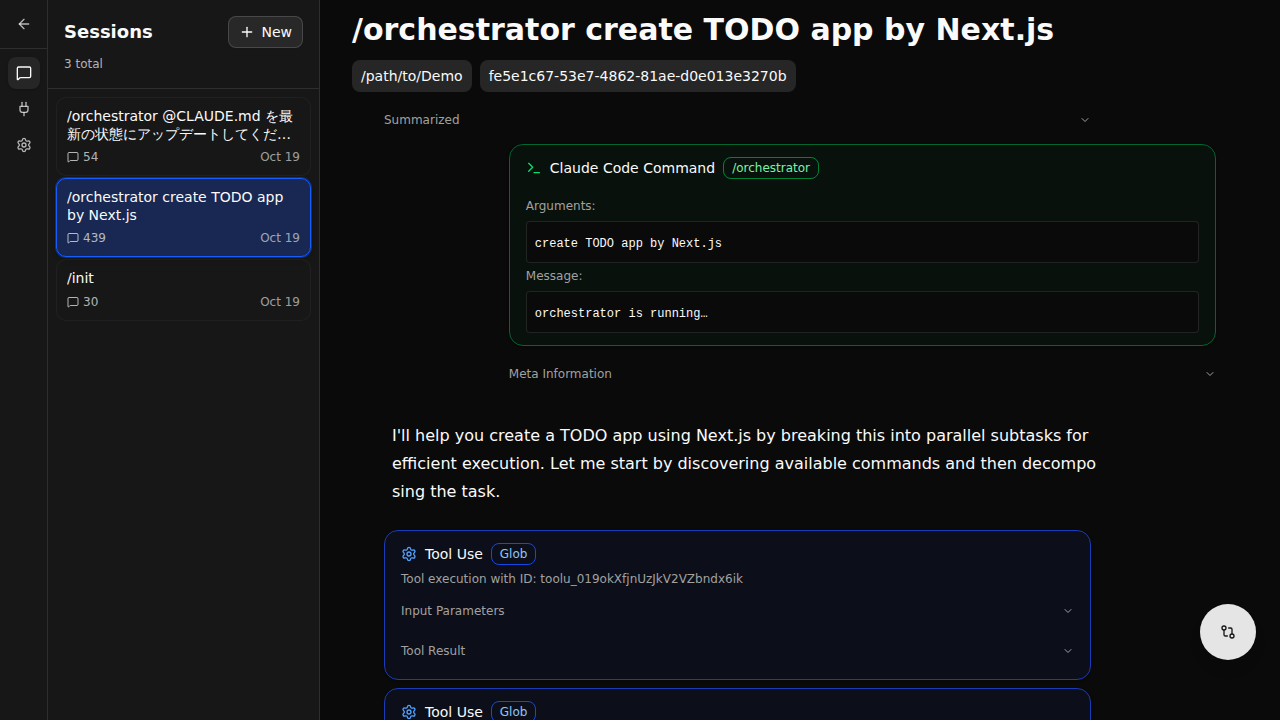 Sessions
New
3 total
/orchestrator @CLAUDE.md を最
新の状態にアップデートしてくだ…
54
Oct 19
/orchestrator create TODO app
by Next.js
439
Oct 19
/init
30
Oct 19
/orchestrator create TODO app by Next.js
/path/to/Demo
fe5e1c67-53e7-4862-81ae-d0e013e3270b
Summarized
Claude Code Command
/orchestrator
Arguments:
create TODO app by Next.js
Message:
orchestrator is running…
Meta Information
I'll help you create a TODO app using Next.js by breaking this into parallel subtasks for
efficient execution. Let me start by discovering available commands and then decompo
sing the task.
Tool Use
Glob
Tool execution with ID: toolu_019okXfjnUzJkV2VZbndx6ik
Input Parameters
Tool Result
Tool Use
Glob